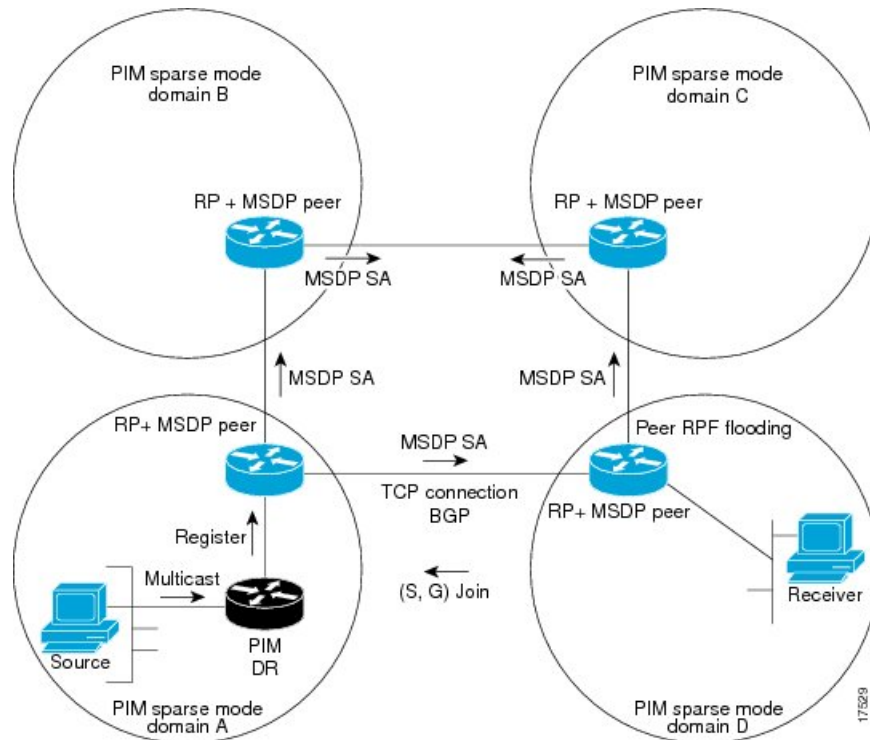 PIM sparse mode
domain B
PIM sparse mode
domain C
RP + MSDP peer
RP + MSDP peer
MSDP SA
MSDP SA
MSDP SA
MSDP SA
RP+ MSDP peer
MSDP SA
Peer RPF flooding
TCP connection
BGP
RP+ MSDP peer
Register
Multicast
(S, G) Join
Receiver
Source
PIM
DR
PIM sparse mode
domain A
PIM sparse mode
domain D
17529